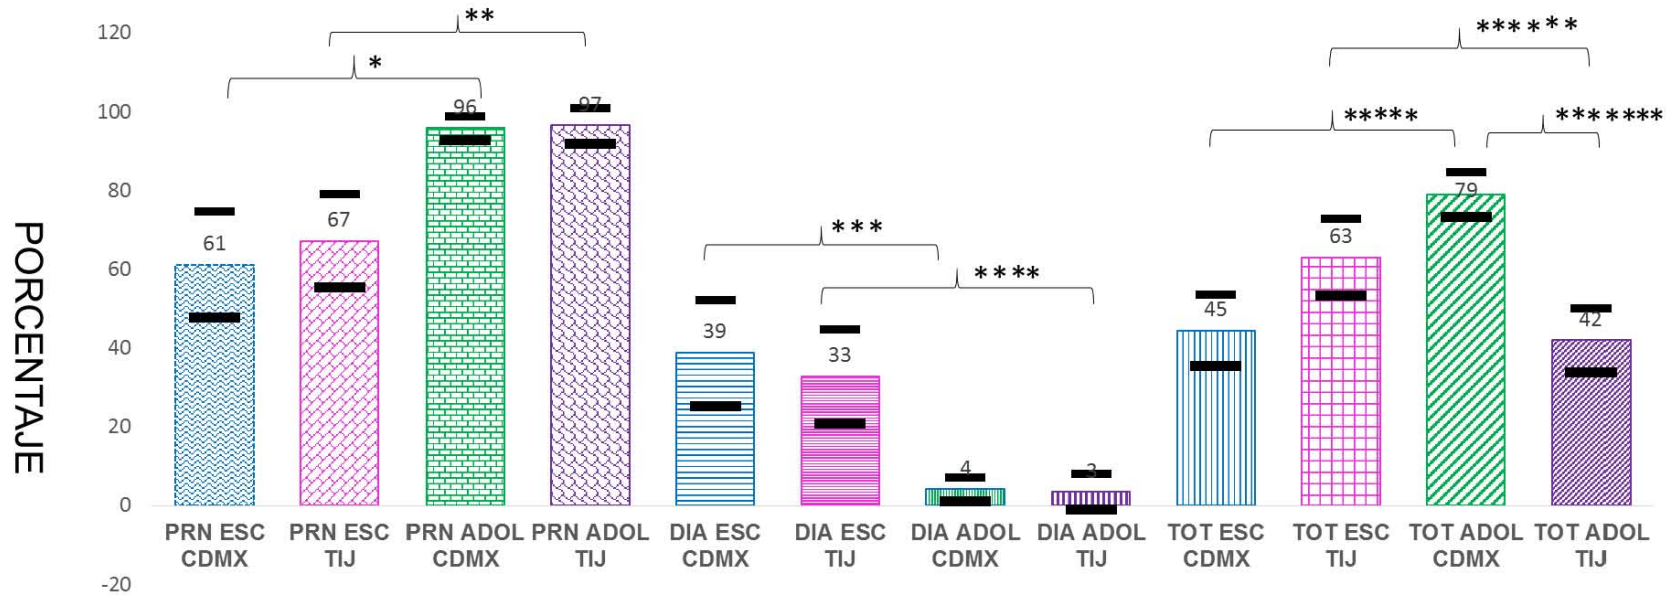 PORCENTAJE
120
100
80
60
40
20
0
-20
**
*
***
****
******
*****
*******
61
67
96
97
39
33
4
3
45
63
79
42
PRN ESC CDMX
PRN ESC TIJ
PRN ADOL CDMX
PRN ADOL TIJ
DIA ESC CDMX
DIA ESC TIJ
DIA ADOL CDMX
DIA ADOL TIJ
TOT ESC CDMX
TOT ESC TIJ
TOT ADOL CDMX
TOT ADOL TIJ